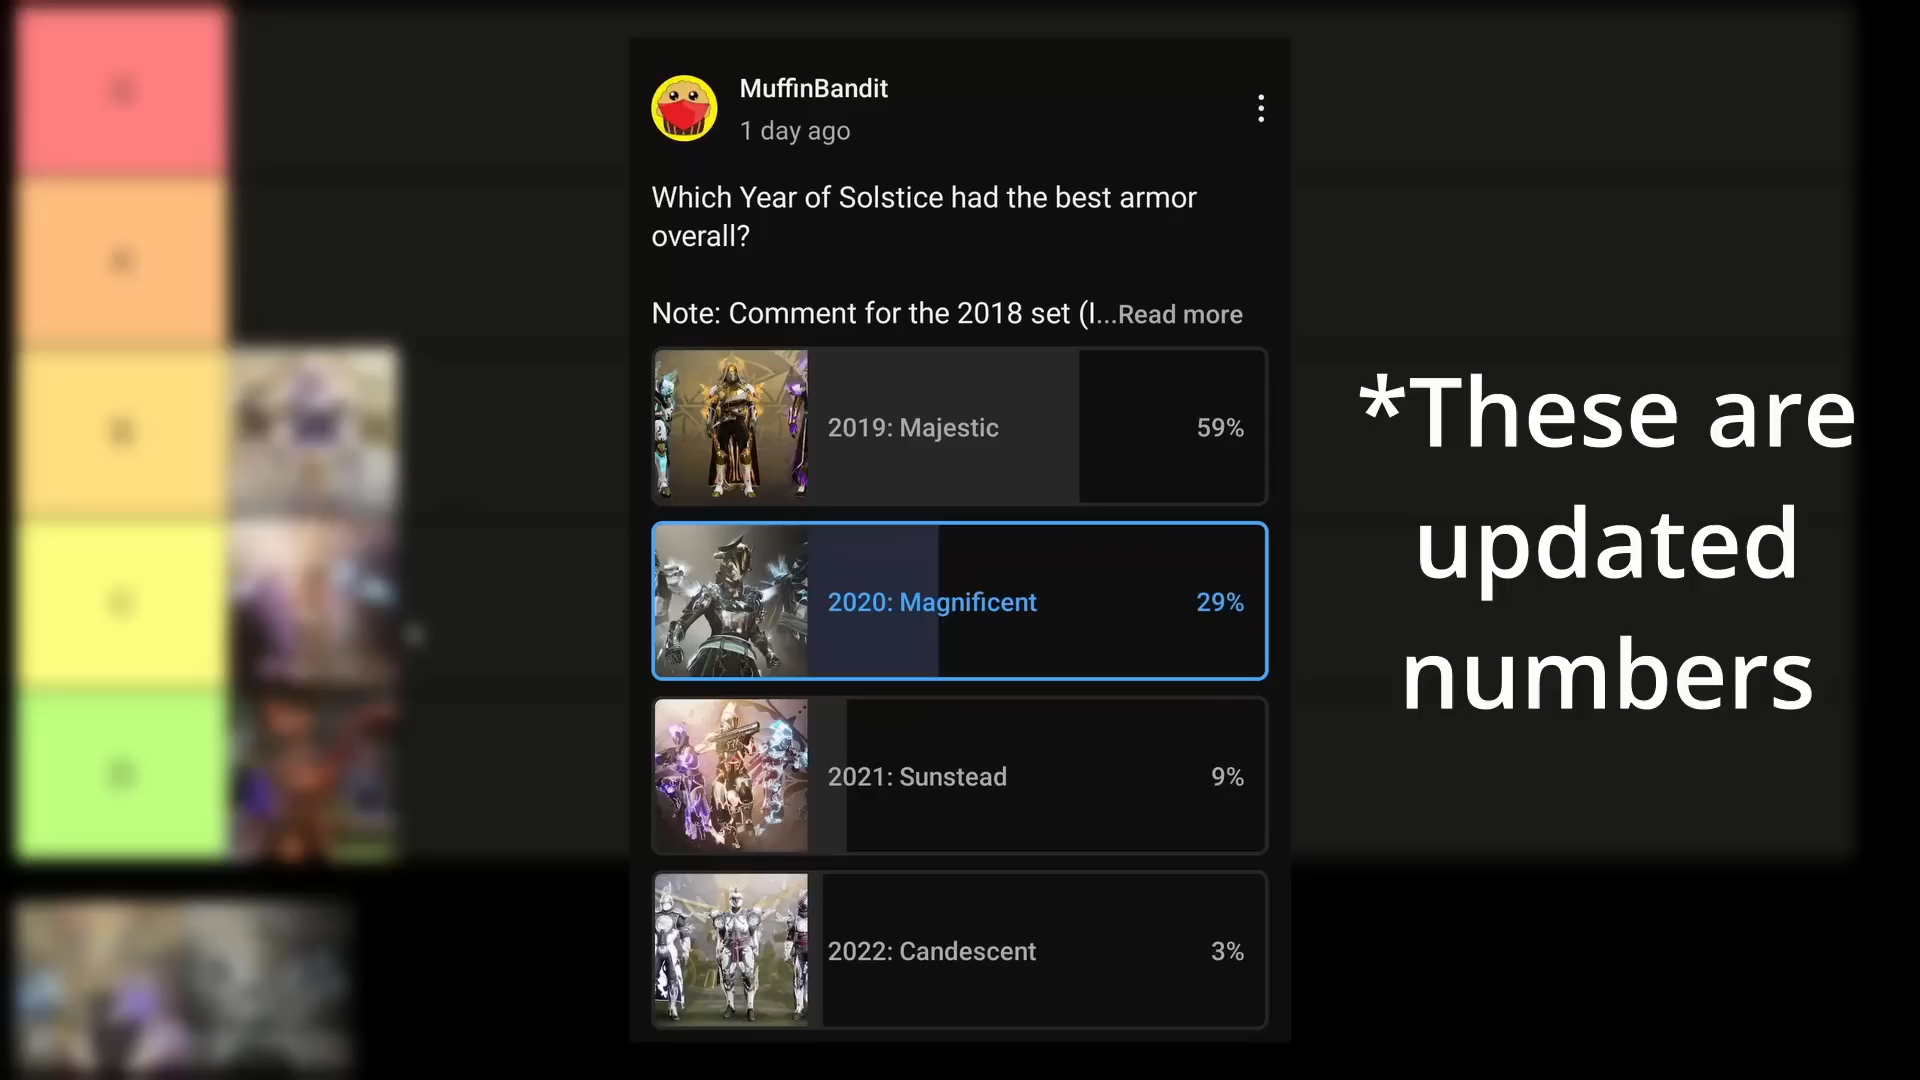 MuffinBandit
1 day ago
Which Year of Solstice had the best armor
overall?
Note: Comment for the 2018 set (I...Read more
2019: Majestic 59%
2020: Magnificent 29%
2021: Sunstead 9%
2022: Candescent 3%
*These are
updated
numbers